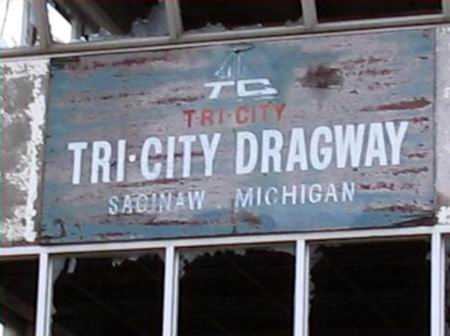 TC
TRI·CITY
TRI·CITY DRAGWAY
SAGINAW . MICHIGAN